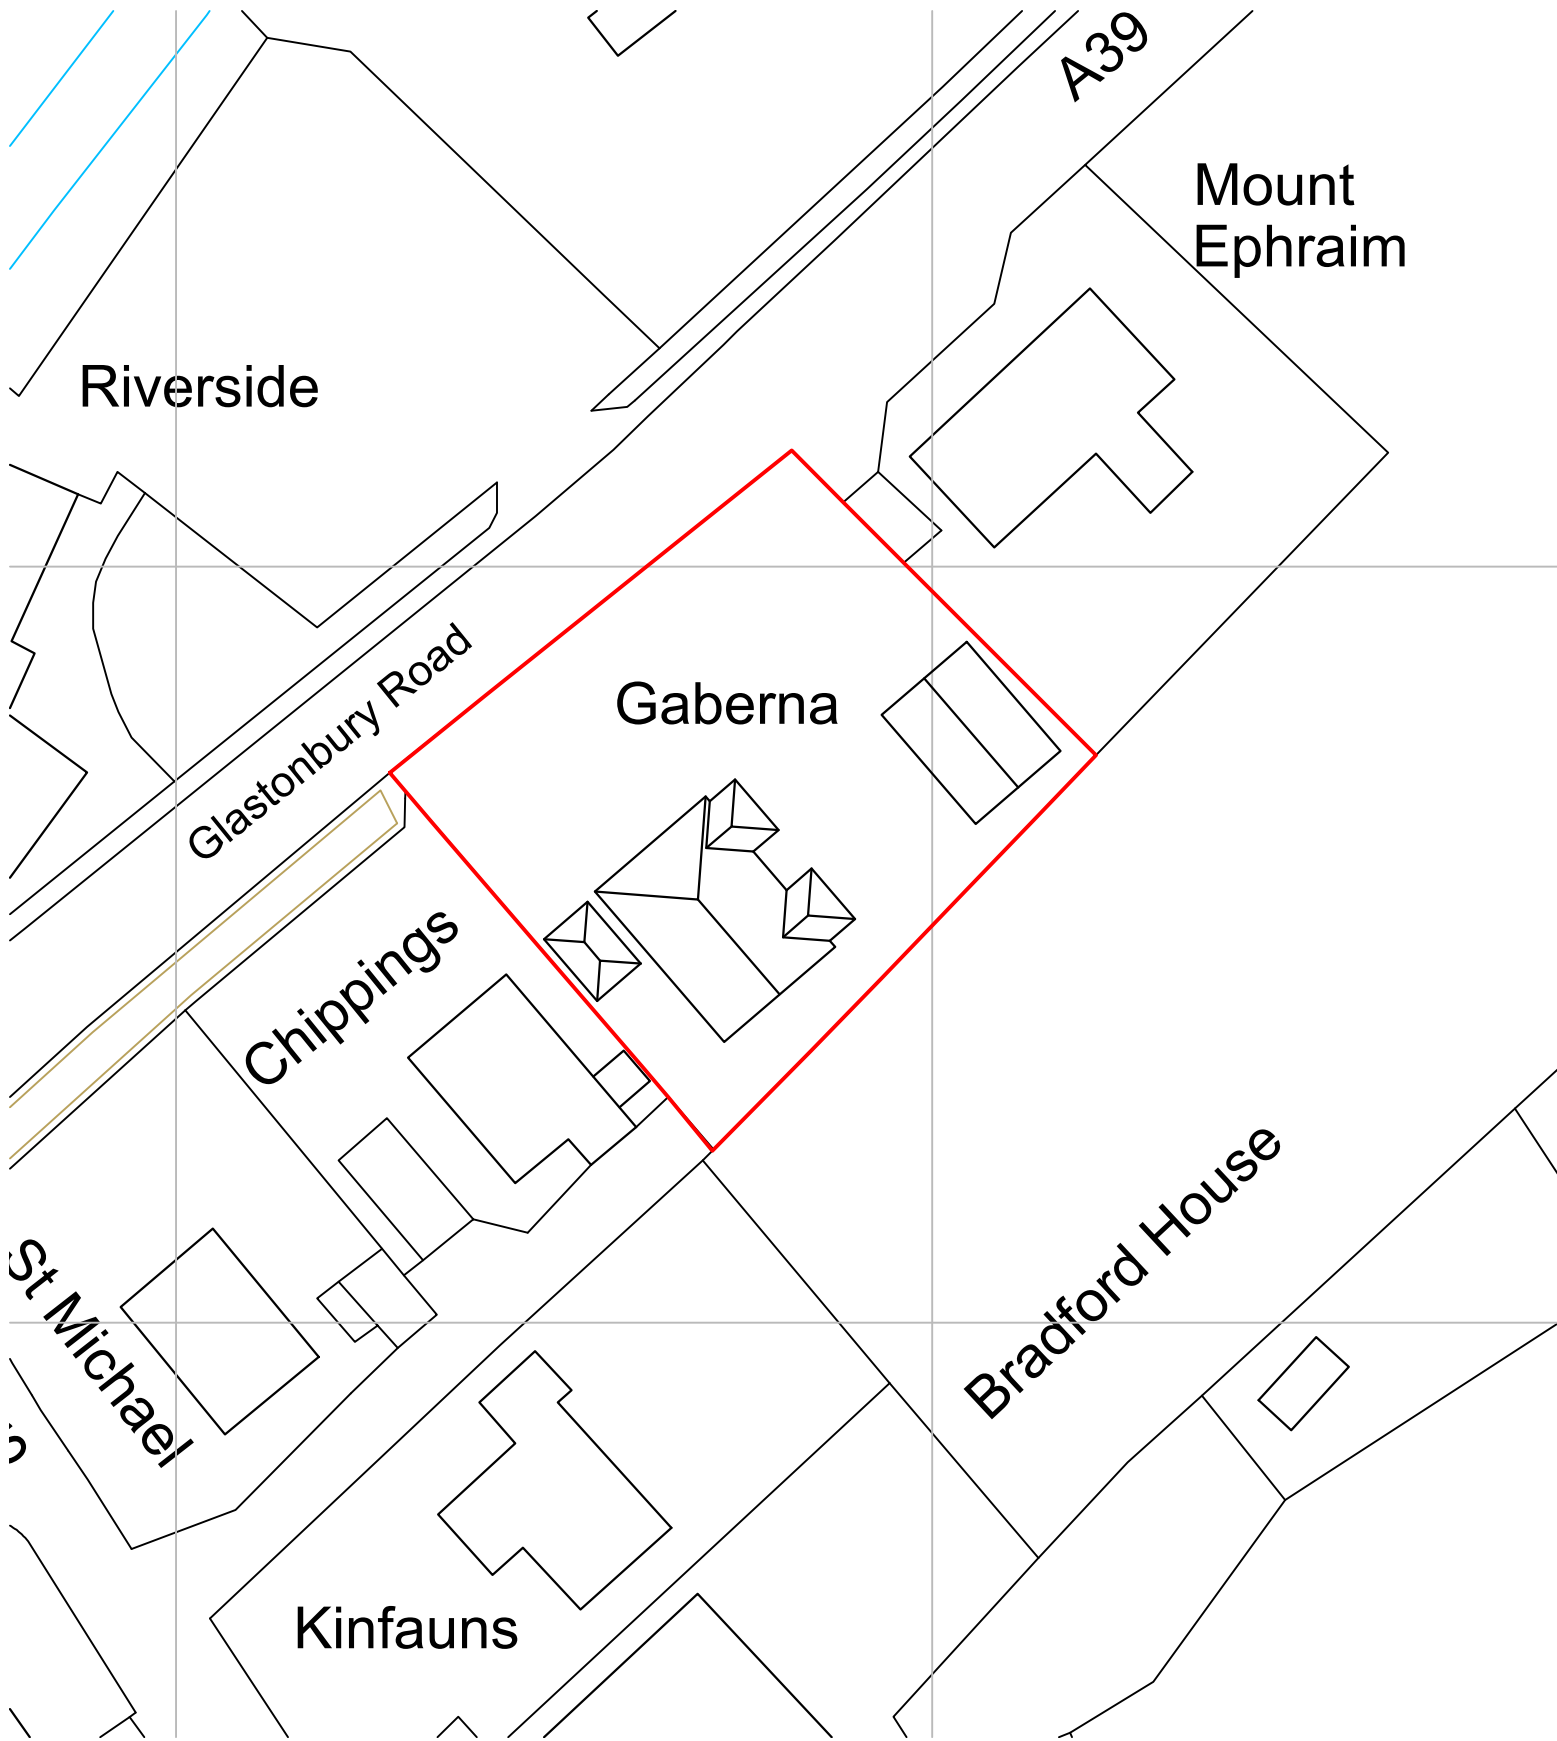 A39
Mount
Ephraim
Riverside
Glastonbury Road
Gaberna
Chippings
Bradford House
St Michael
Kinfauns